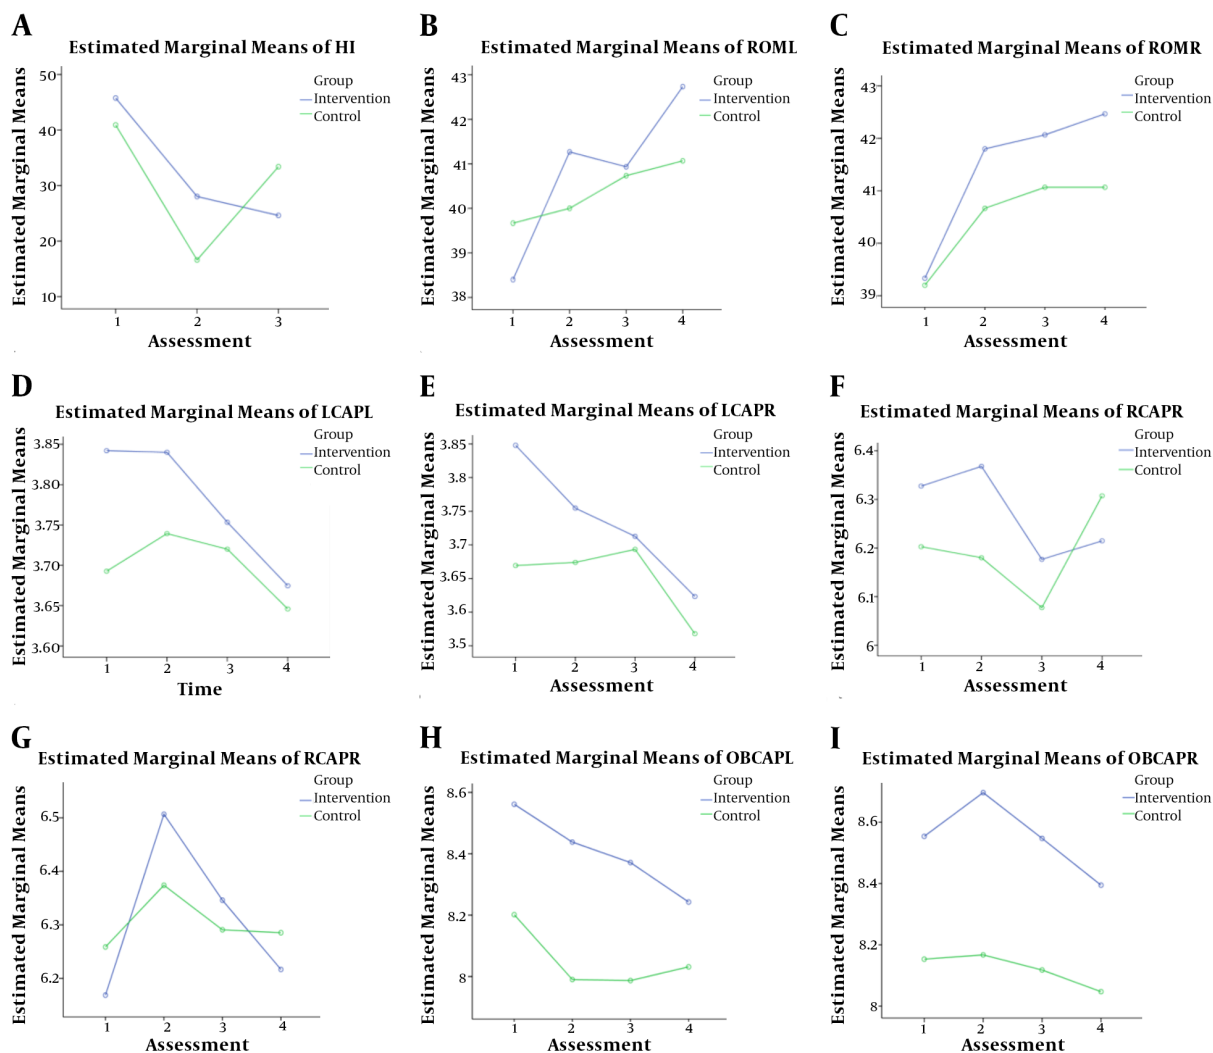 A
Estimated Marginal Means of HI
Estimated Marginal Means
50
40
30
20
10
1 2 3
Assessment
Group
Intervention
Control
B
Estimated Marginal Means of ROML
Estimated Marginal Means
43
42
41
40
39
38
1 2 3 4
Assessment
Group
Intervention
Control
C
Estimated Marginal Means of ROMR
Estimated Marginal Means
43
42
41
40
39
1 2 3 4
Assessment
Group
Intervention
Control
D
Estimated Marginal Means of LCAPL
Estimated Marginal Means
3.85
3.80
3.75
3.70
3.65
3.60
1 2 3 4
Time
Group
Intervention
Control
E
Estimated Marginal Means of LCAPR
Estimated Marginal Means
3.85
3.8
3.75
3.7
3.65
3.6
3.5
1 2 3 4
Assessment
Group
Intervention
Control
F
Estimated Marginal Means of RCAPR
Estimated Marginal Means
6.4
6.3
6.2
6.1
6
1 2 3 4
Assessment
Group
Intervention
Control
G
Estimated Marginal Means of RCAPR
Estimated Marginal Means
6.5
6.4
6.3
6.2
1 2 3 4
Assessment
Group
Intervention
Control
H
Estimated Marginal Means of OBCAPL
Estimated Marginal Means
8.6
8.4
8.2
8
1 2 3 4
Assessment
Group
Intervention
Control
I
Estimated Marginal Means of OBCAPR
Estimated Marginal Means
8.6
8.4
8.2
8
1 2 3 4
Assessment
Group
Intervention
Control